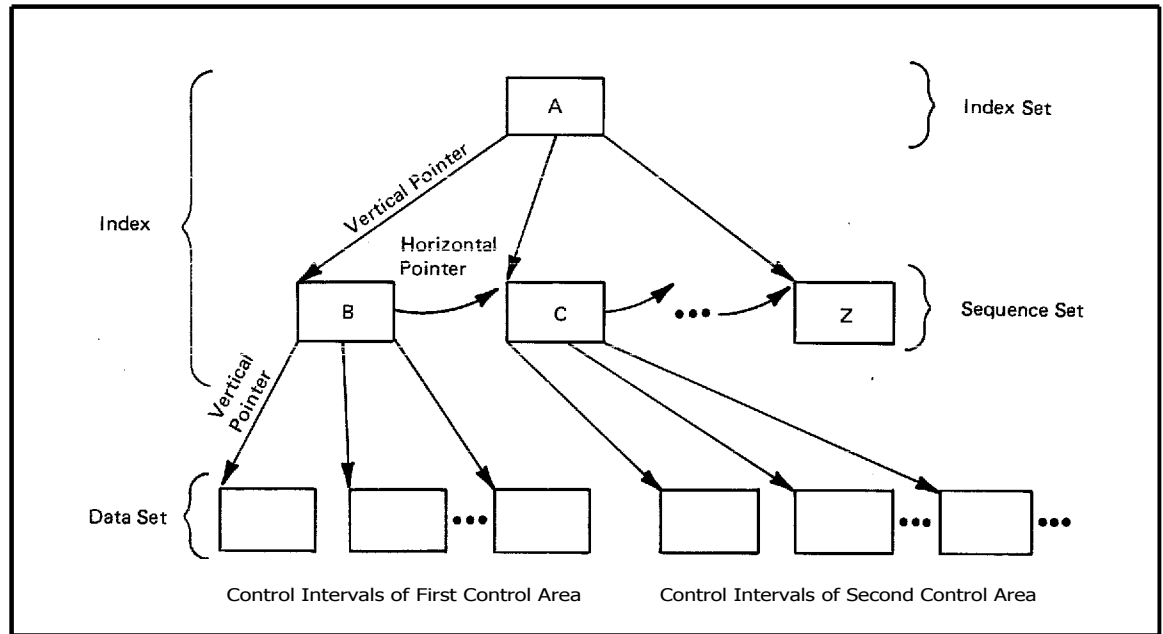 A
Index Set
Vertical Pointer
Index
Horizontal
Pointer
B
C
•••
Z
Sequence Set
Vertical
Pointer
Data Set
•••
•••
•••
Control Intervals of First Control Area
Control Intervals of Second Control Area